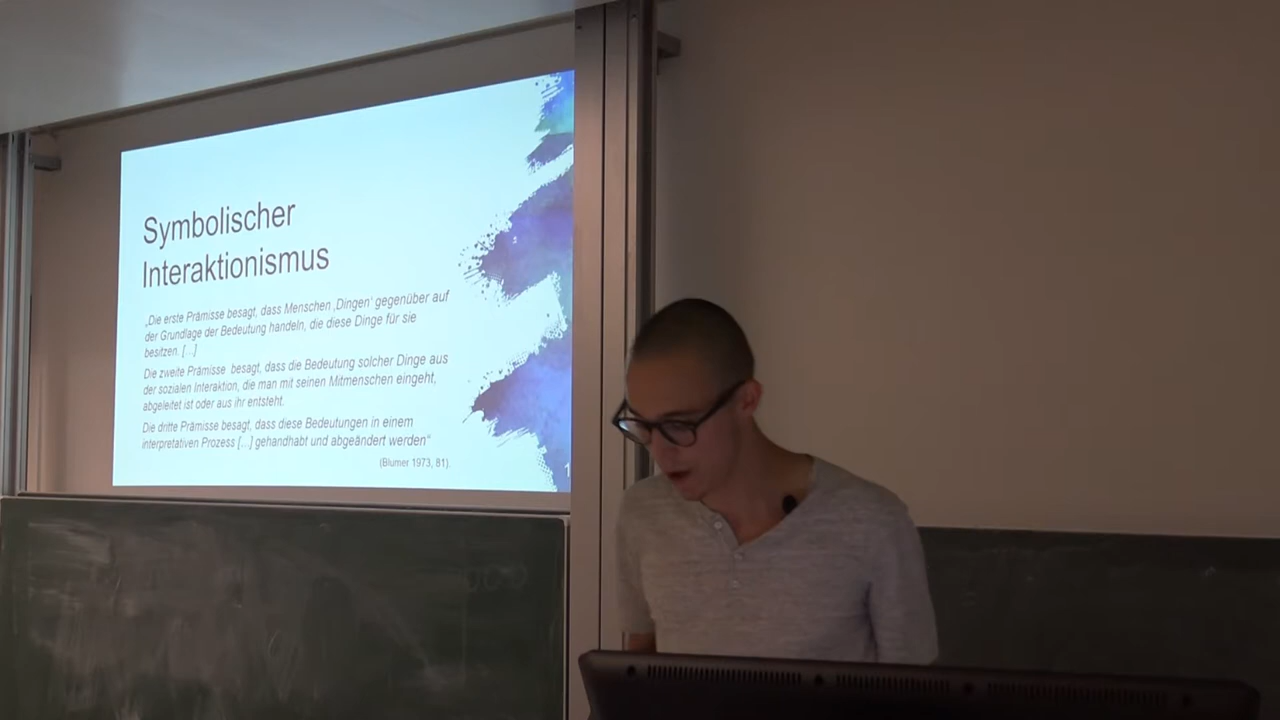 Symbolischer
Interaktionismus
„Die erste Prämisse besagt, dass Menschen ‚Dingen‘ gegenüber auf
der Grundlage der Bedeutung handeln, die diese Dinge für sie
besitzen. [...]
Die zweite Prämisse besagt, dass die Bedeutung solcher Dinge aus
der sozialen Interaktion, die man mit seinen Mitmenschen eingeht,
abgeleitet ist oder aus ihr entsteht.
Die dritte Prämisse besagt, dass diese Bedeutungen in einem
interpretativen Prozess [...] gehandhabt und abgeändert werden“
(Blumer 1973, 81).